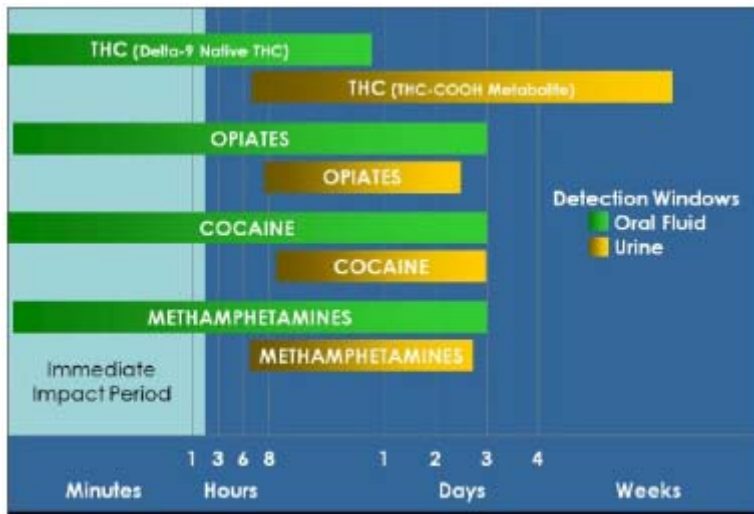 THC (Delta-9 Native THC)
THC (THC-COOH Metabolite)
OPIATES
OPIATES
COCAINE
COCAINE
METHAMPHETAMINES
METHAMPHETAMINES
Detection Windows
Oral Fluid
Urine
Immediate
Impact Period
1 3 6 8 1 2 3 4
Minutes Hours Days Weeks